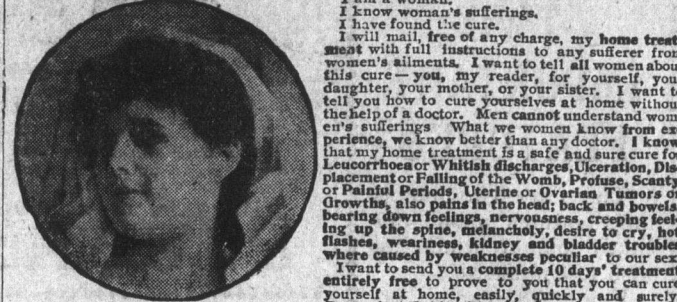 I am a woman.
I know woman's sufferings.
I have found the cure.
I will mail, free of any charge, my home treat
ment with full instructions to any sufferer from
women's ailments. I want to tell all women abou
this cure — you, my reader, for yourself, you
daughter, your mother, or your sister. I want t
tell you how to cure yourselves at home withou
the help of a doctor. Men cannot understand wom
en's sufferings What we women know from ex
perience, we know better than any doctor. I know
that my home treatment is a safe and sure cure fo
Leucorrhoea or Whitish discharges, Ulceration, Dis
placement or Falling of the Womb, Profuse, Scanty
or Painful Periods, Uterine or Ovarian Tumors o
Growths, also pains in the head; back and bowels
bearing down feelings, nervousness, creeping feel
ing up the spine, melancholy, desire to cry, hot
flashes, weariness, kidney and bladder trouble
where caused by weaknesses peculiar to our sex
I want to send you a complete 10 days' treatment
entirely free to prove to you that you can cure
yourself at home, easily, quickly and surely